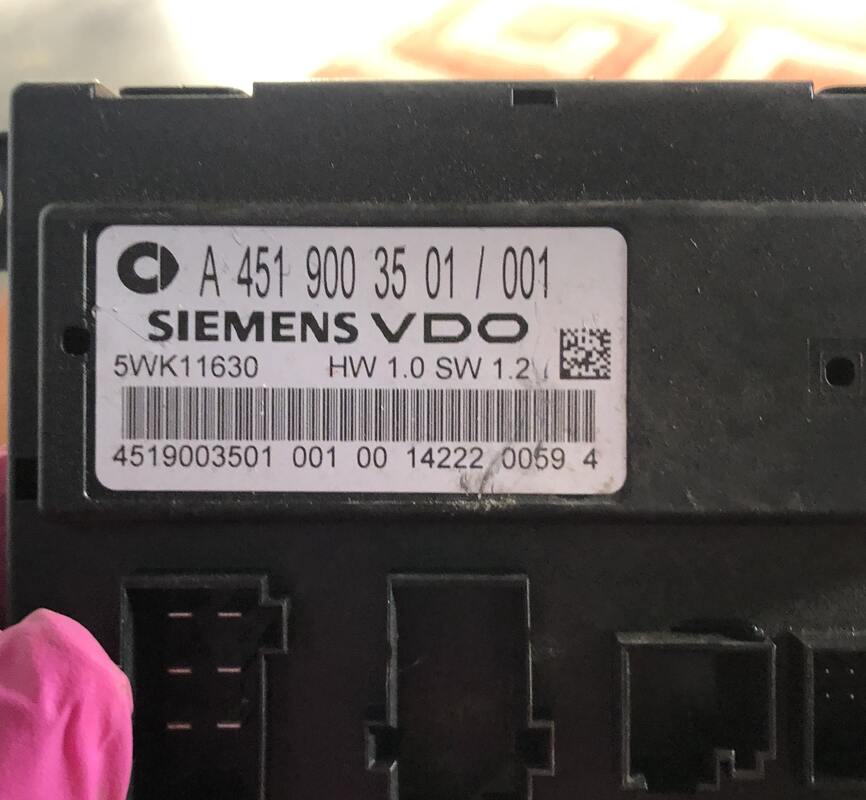 A 451 900 35 01 / 001
SIEMENS VDO
5WK11630 HW 1.0 SW 1.2
4519003501 001 00 14222 0059 4